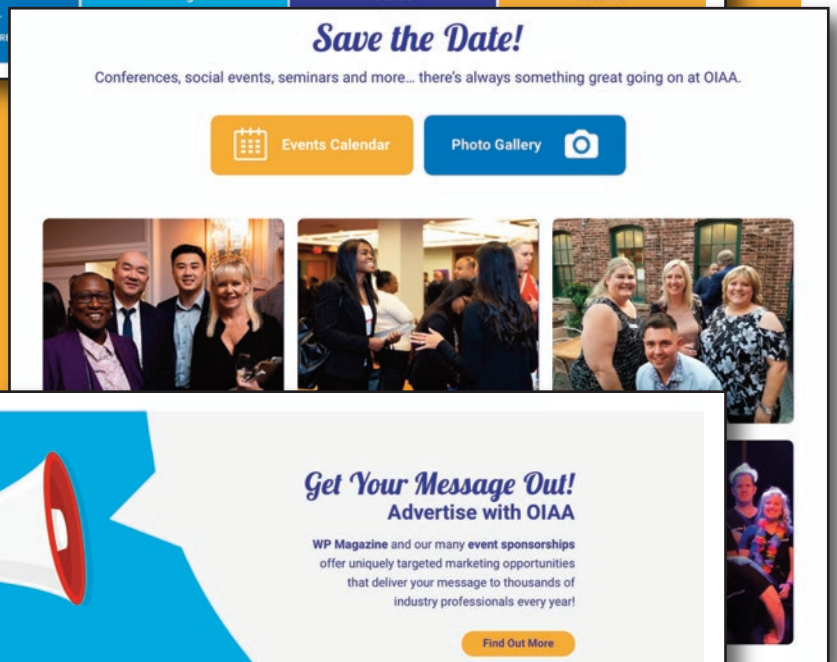 Save the Date!
Conferences, social events, seminars and more... there's always something great going on at OIAA.
Events Calendar
Photo Gallery
Get Your Message Out!
Advertise with OIAA
WP Magazine and our many event sponsorships
offer uniquely targeted marketing opportunities
that deliver your message to thousands of
industry professionals every year!
Find Out More